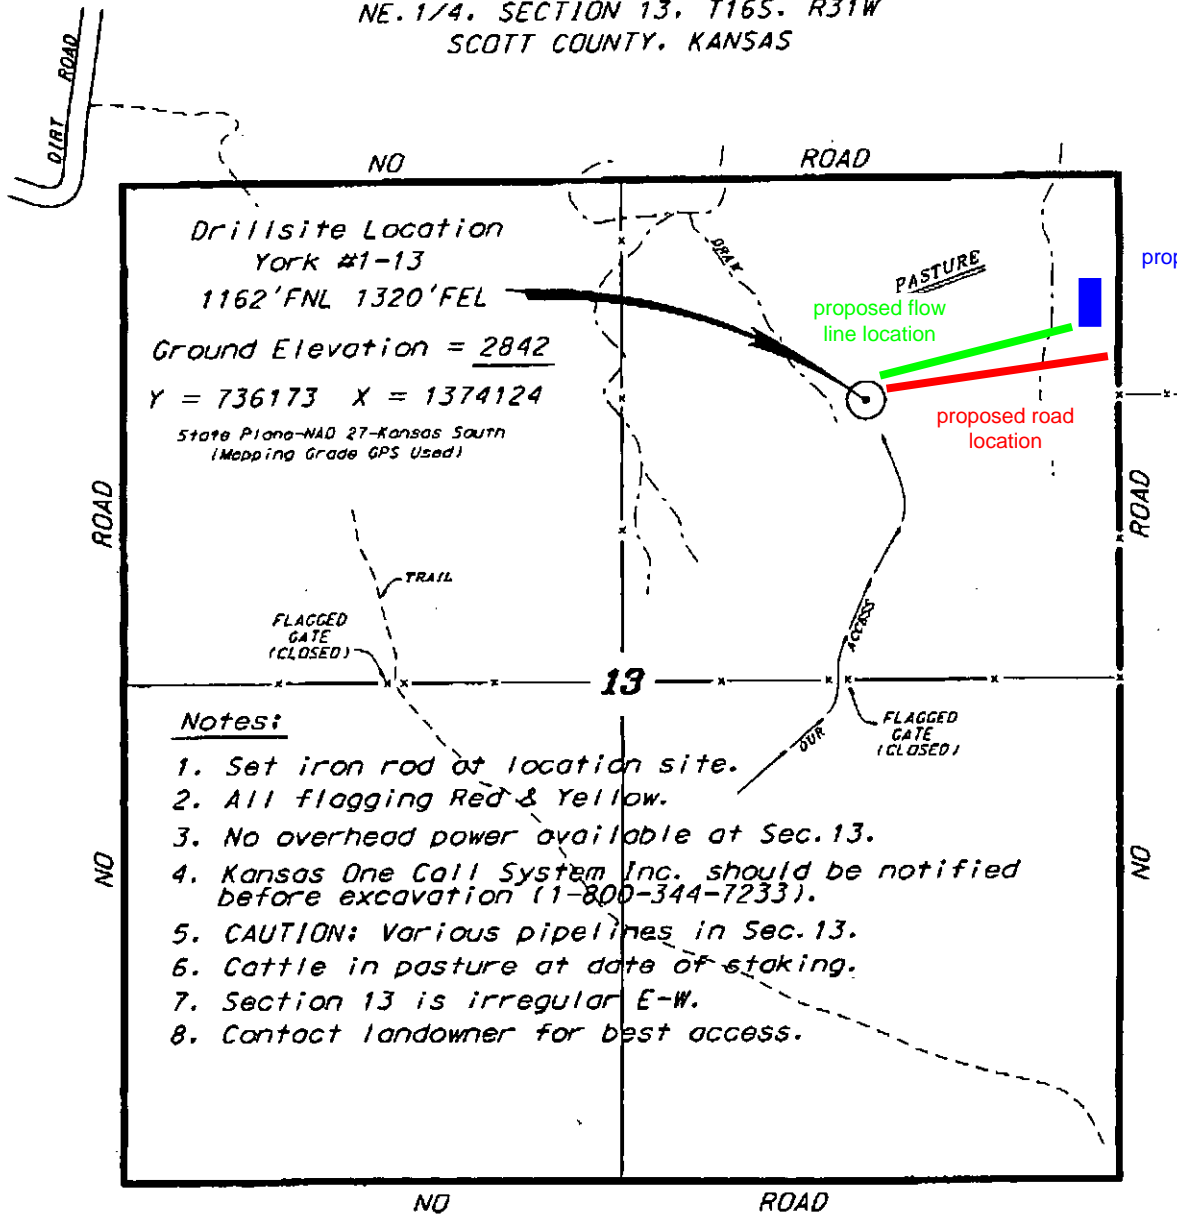 NE. 1/4. SECTION 13. T16S. R31W
SCOTT COUNTY. KANSAS
DIRT ROAD
NO ROAD
Drillsite Location
York #1-13
1162'FNL 1320'FEL
Ground Elevation = 2842
Y = 736173 X = 1374124
State Plane-NAD 27-Kansas South
(Mapping Grade GPS Used)
DRAW
PASTURE
prop
proposed flow
line location
proposed road
location
ROAD
ROAD
TRAIL
FLAGGED
GATE
(CLOSED)
ACCESS
13
OUR
FLAGGED
GATE
(CLOSED)
Notes:
1. Set iron rod at location site.
2. All flagging Red & Yellow.
3. No overhead power available at Sec.13.
4. Kansas One Call System Inc. should be notified
before excavation (1-800-344-7233).
5. CAUTION: Various pipelines in Sec.13.
6. Cattle in pasture at date of staking.
7. Section 13 is irregular E-W.
8. Contact landowner for best access.
NO
NO
NO ROAD